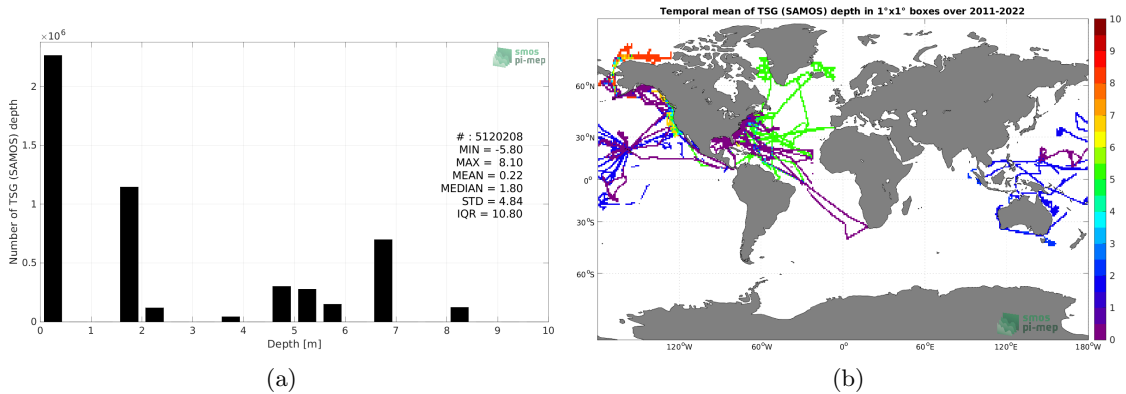 ×10⁶
smos
pi-mep
2
1.5
1
0.5
0
Number of TSG (SAMOS) depth
# : 5120208
MIN = -5.80
MAX = 8.10
MEAN = 0.22
MEDIAN = 1.80
STD = 4.84
IQR = 10.80
0 1 2 3 4 5 6 7 8 9 10
Depth [m]
(a)
Temporal mean of TSG (SAMOS) depth in 1°x1° boxes over 2011-2022
60°N
30°N
0°
30°S
60°S
120°W 60°W 0° 60°E 120°E 180°W
smos
pi-mep
10
9
8
7
6
5
4
3
2
1
0
(b)